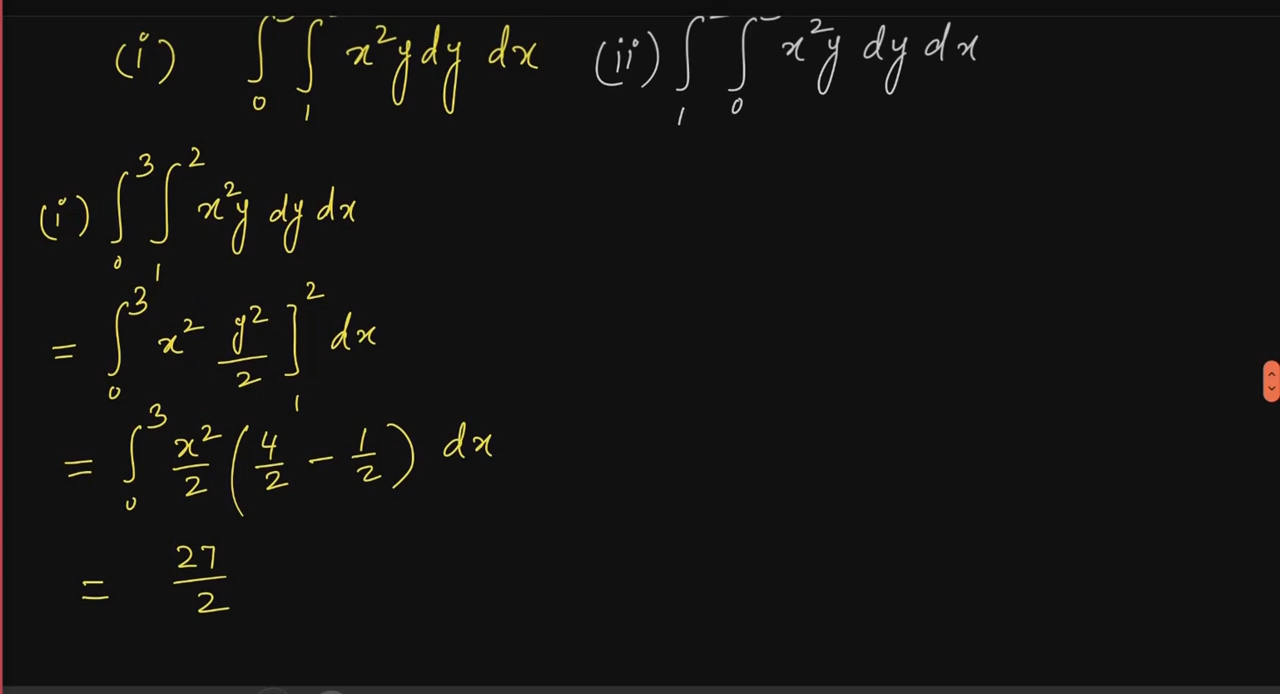 (i) ∫₀ ∫₁ x²y dy dx (ii) ∫₁ ∫₀ x²y dy dx
(i) ∫₀³ ∫₁² x²y dy dx
= ∫₀³ x² y²/2 ]₁² dx
= ∫₀³ x²/2 (4/2 − 1/2) dx
= 27/2